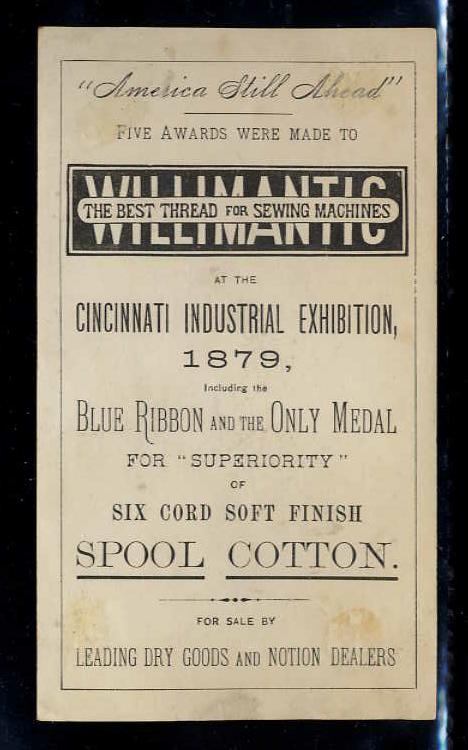 "America Still Ahead"
FIVE AWARDS WERE MADE TO
WILLIMANTIC
THE BEST THREAD FOR SEWING MACHINES
AT THE
CINCINNATI INDUSTRIAL EXHIBITION,
1879,
Including the
BLUE RIBBON AND THE ONLY MEDAL
FOR "SUPERIORITY"
OF
SIX CORD SOFT FINISH
SPOOL COTTON.
FOR SALE BY
LEADING DRY GOODS AND NOTION DEALERS